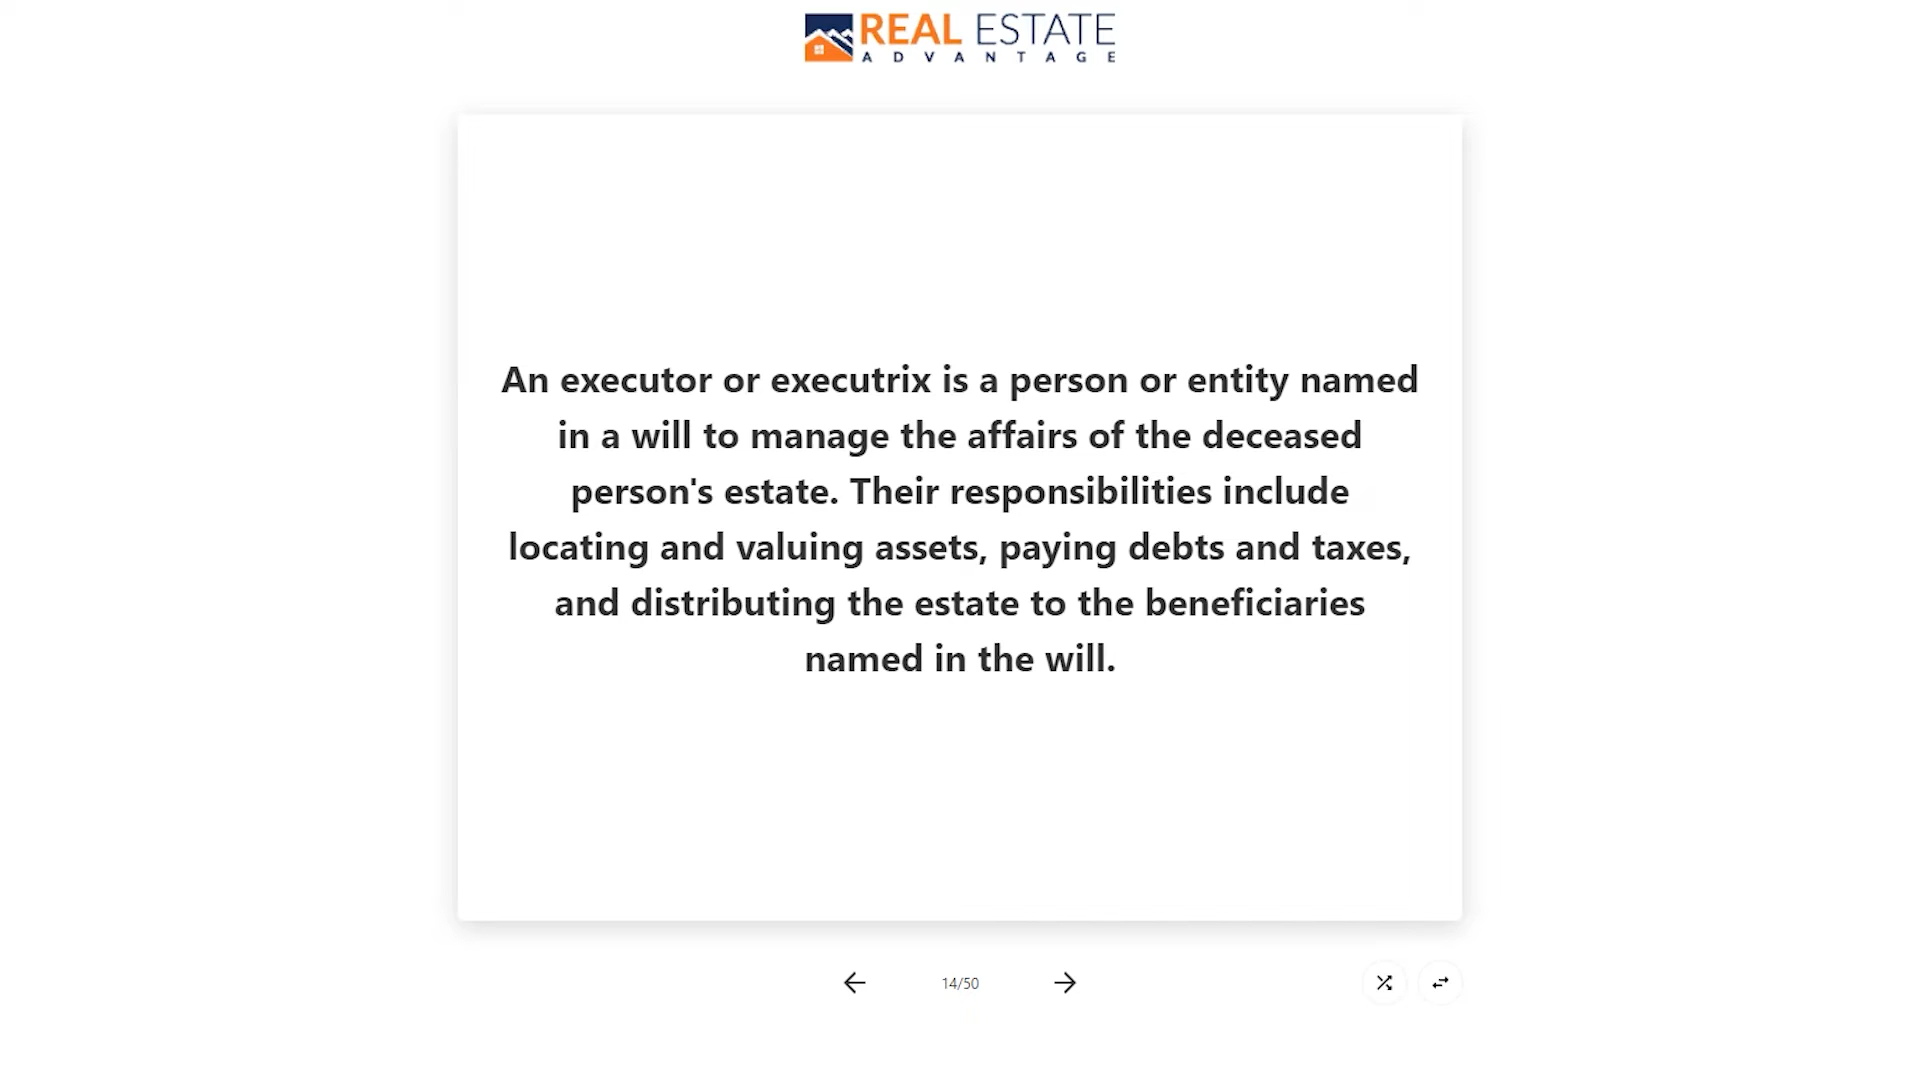 REAL ESTATE
ADVANTAGE
An executor or executrix is a person or entity named
in a will to manage the affairs of the deceased
person's estate. Their responsibilities include
locating and valuing assets, paying debts and taxes,
and distributing the estate to the beneficiaries
named in the will.
14/50